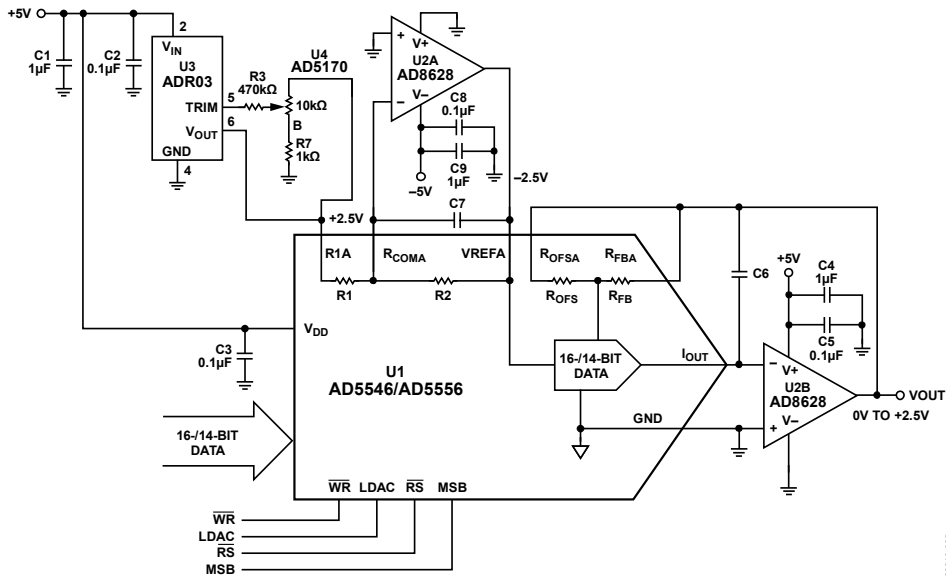 +5V
C1
1µF
C2
0.1µF
2
VIN
U3
ADR03
TRIM
5
VOUT
6
GND
4
R3
470kΩ
U4
AD5170
10kΩ
B
R7
1kΩ
+
V+
U2A
AD8628
–
V–
C8
0.1µF
C9
1µF
–5V
–2.5V
C7
+2.5V
R1A
RCOMA
VREFA
ROFSA
RFBA
R1
R2
ROFS
RFB
C6
+5V
C4
1µF
C5
0.1µF
VDD
C3
0.1µF
U1
AD5546/AD5556
16-/14-BIT
DATA
IOUT
–
V+
U2B
AD8628
V–
+
VOUT
0V TO +2.5V
GND
16-/14-BIT
DATA
WR LDAC RS MSB
WR
LDAC
RS
MSB